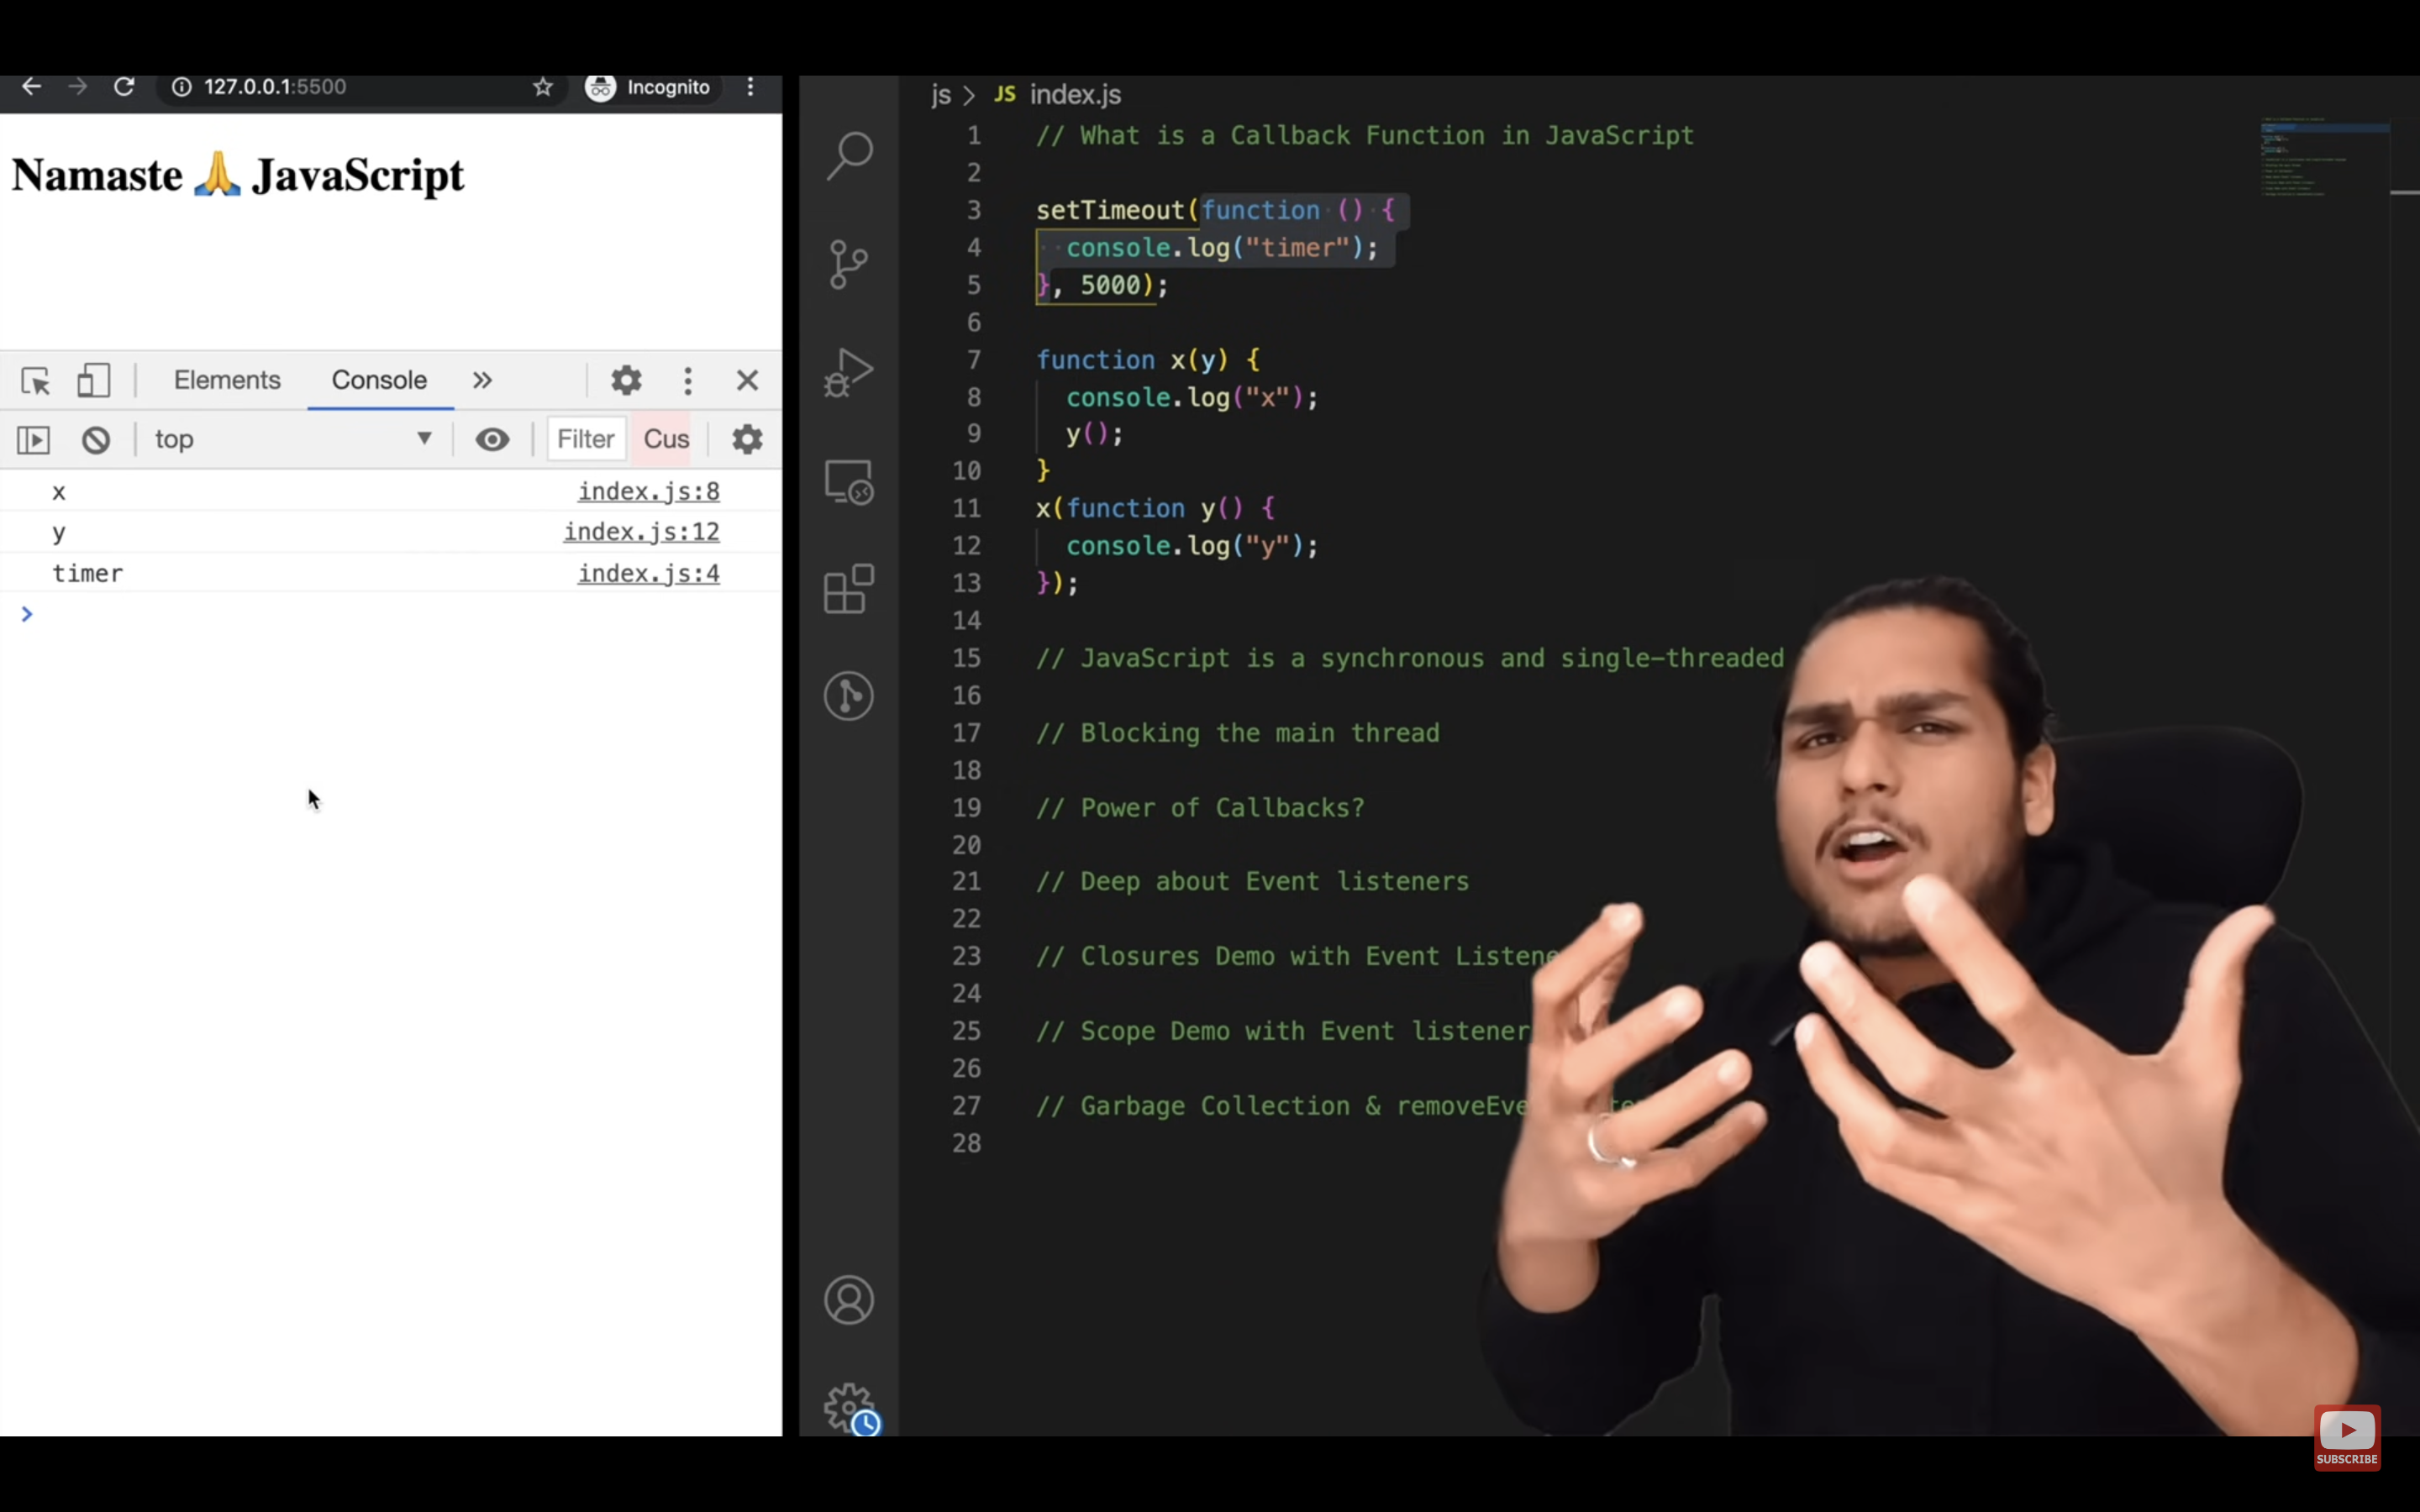 127.0.0.1:5500
Incognito
Namaste 🙏 JavaScript
Elements Console »
top Filter Cus
x index.js:8
y index.js:12
timer index.js:4
>
js > JS index.js
1 // What is a Callback Function in JavaScript
2
3 setTimeout(function () {
4 console.log("timer");
5 }, 5000);
6
7 function x(y) {
8 console.log("x");
9 y();
10 }
11 x(function y() {
12 console.log("y");
13 });
14
15 // JavaScript is a synchronous and single-threaded
16
17 // Blocking the main thread
18
19 // Power of Callbacks?
20
21 // Deep about Event listeners
22
23 // Closures Demo with Event Listene
24
25 // Scope Demo with Event listener
26
27 // Garbage Collection & removeEve
28
SUBSCRIBE